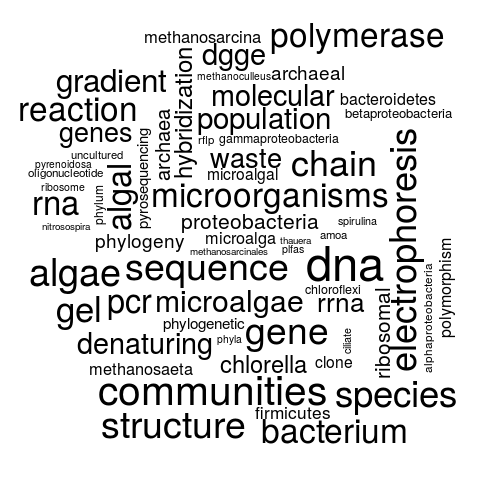 methanosarcina polymerase
dgge
methanoculleus archaeal
gradient
hybridization
molecular bacteroidetes
reaction
population betaproteobacteria
genes
archaea
pyrosequencing
rflp gammaproteobacteria
uncultured
waste chain
pyrenoidosa
oligonucleotide
microalgal
electrophoresis
ribosome
algal
microorganisms
rna
phylum
nitrosospira
proteobacteria spirulina
phylogeny microalga thauera amoa
methanosarcinales plfas
polymorphism
algae sequence dna
alphaproteobacteria
chloroflexi
ribosomal
gel pcr microalgae rrna
phylogenetic gene
denaturing phyla
ciliate
methanosaeta chlorella clone
communities species
firmicutes
structure bacterium